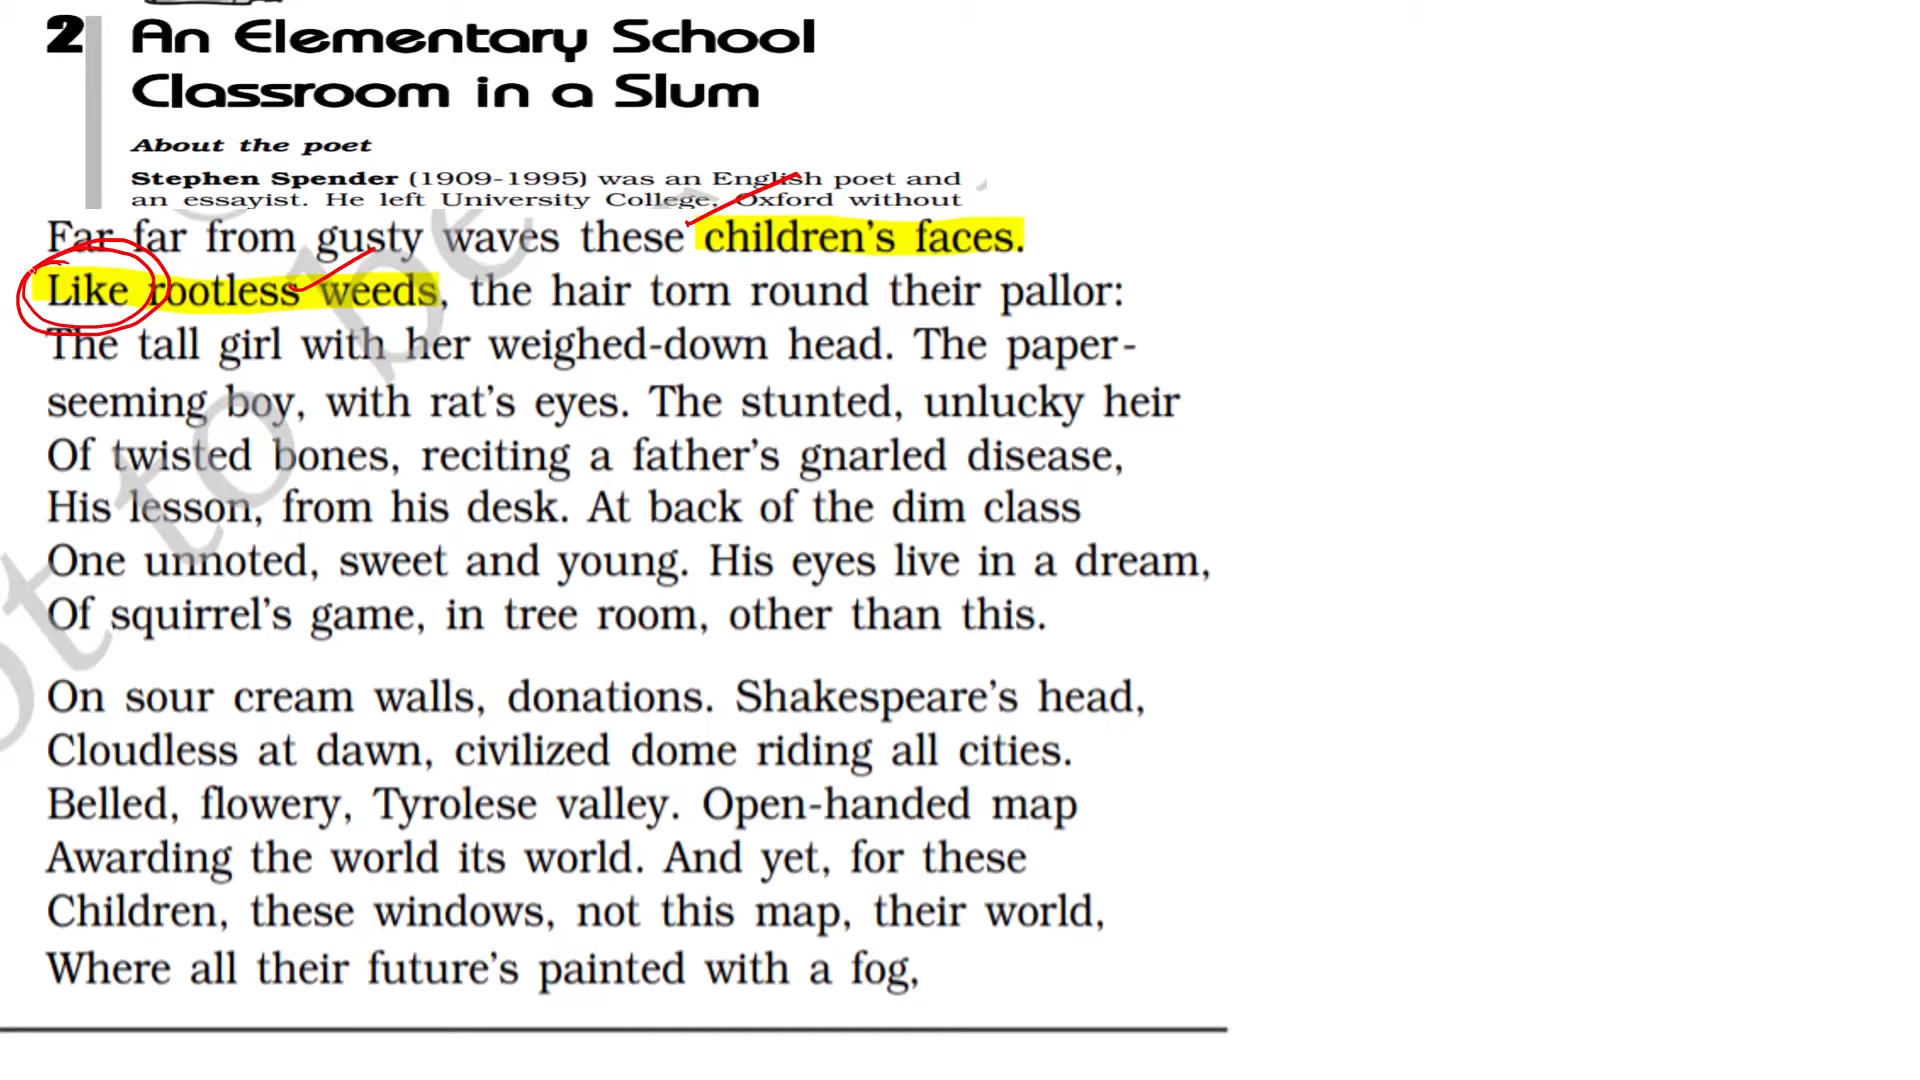 2 An Elementary School
Classroom in a Slum
About the poet
Stephen Spender (1909-1995) was an English poet and
an essayist. He left University College, Oxford without
Far far from gusty waves these children's faces.
Like rootless weeds, the hair torn round their pallor:
The tall girl with her weighed-down head. The paper-
seeming boy, with rat's eyes. The stunted, unlucky heir
Of twisted bones, reciting a father's gnarled disease,
His lesson, from his desk. At back of the dim class
One unnoted, sweet and young. His eyes live in a dream,
Of squirrel's game, in tree room, other than this.
On sour cream walls, donations. Shakespeare's head,
Cloudless at dawn, civilized dome riding all cities.
Belled, flowery, Tyrolese valley. Open-handed map
Awarding the world its world. And yet, for these
Children, these windows, not this map, their world,
Where all their future's painted with a fog,